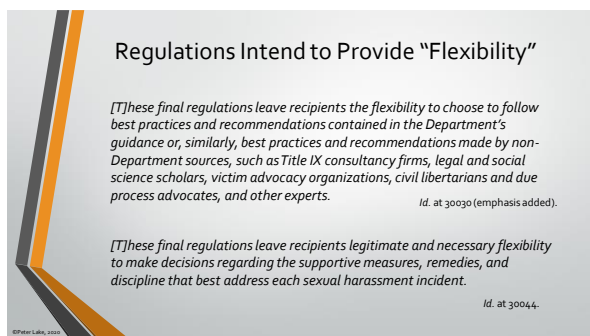 Regulations Intend to Provide “Flexibility”
[T]hese final regulations leave recipients the flexibility to choose to follow
best practices and recommendations contained in the Department’s
guidance or, similarly, best practices and recommendations made by non-
Department sources, such as Title IX consultancy firms, legal and social
science scholars, victim advocacy organizations, civil libertarians and due
process advocates, and other experts.
Id. at 30030 (emphasis added).
[T]hese final regulations leave recipients legitimate and necessary flexibility
to make decisions regarding the supportive measures, remedies, and
discipline that best address each sexual harassment incident.
Id. at 30044.
©Peter Lake, 2020